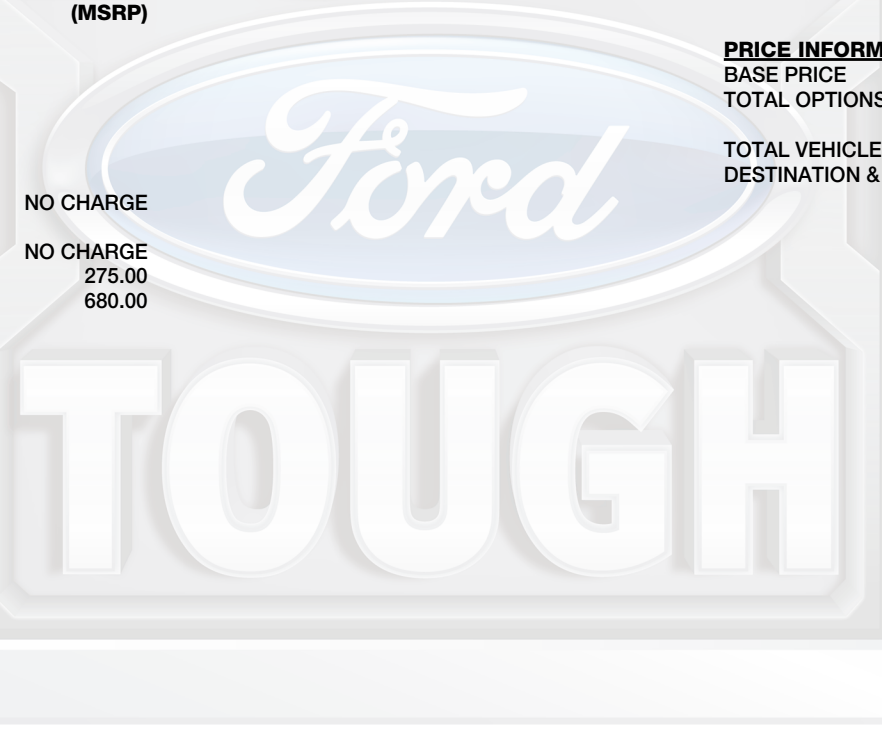 (MSRP)
NO CHARGE
NO CHARGE
275.00
680.00
PRICE INFORM
BASE PRICE
TOTAL OPTIONS
TOTAL VEHICLE
DESTINATION &
Ford
TOUGH